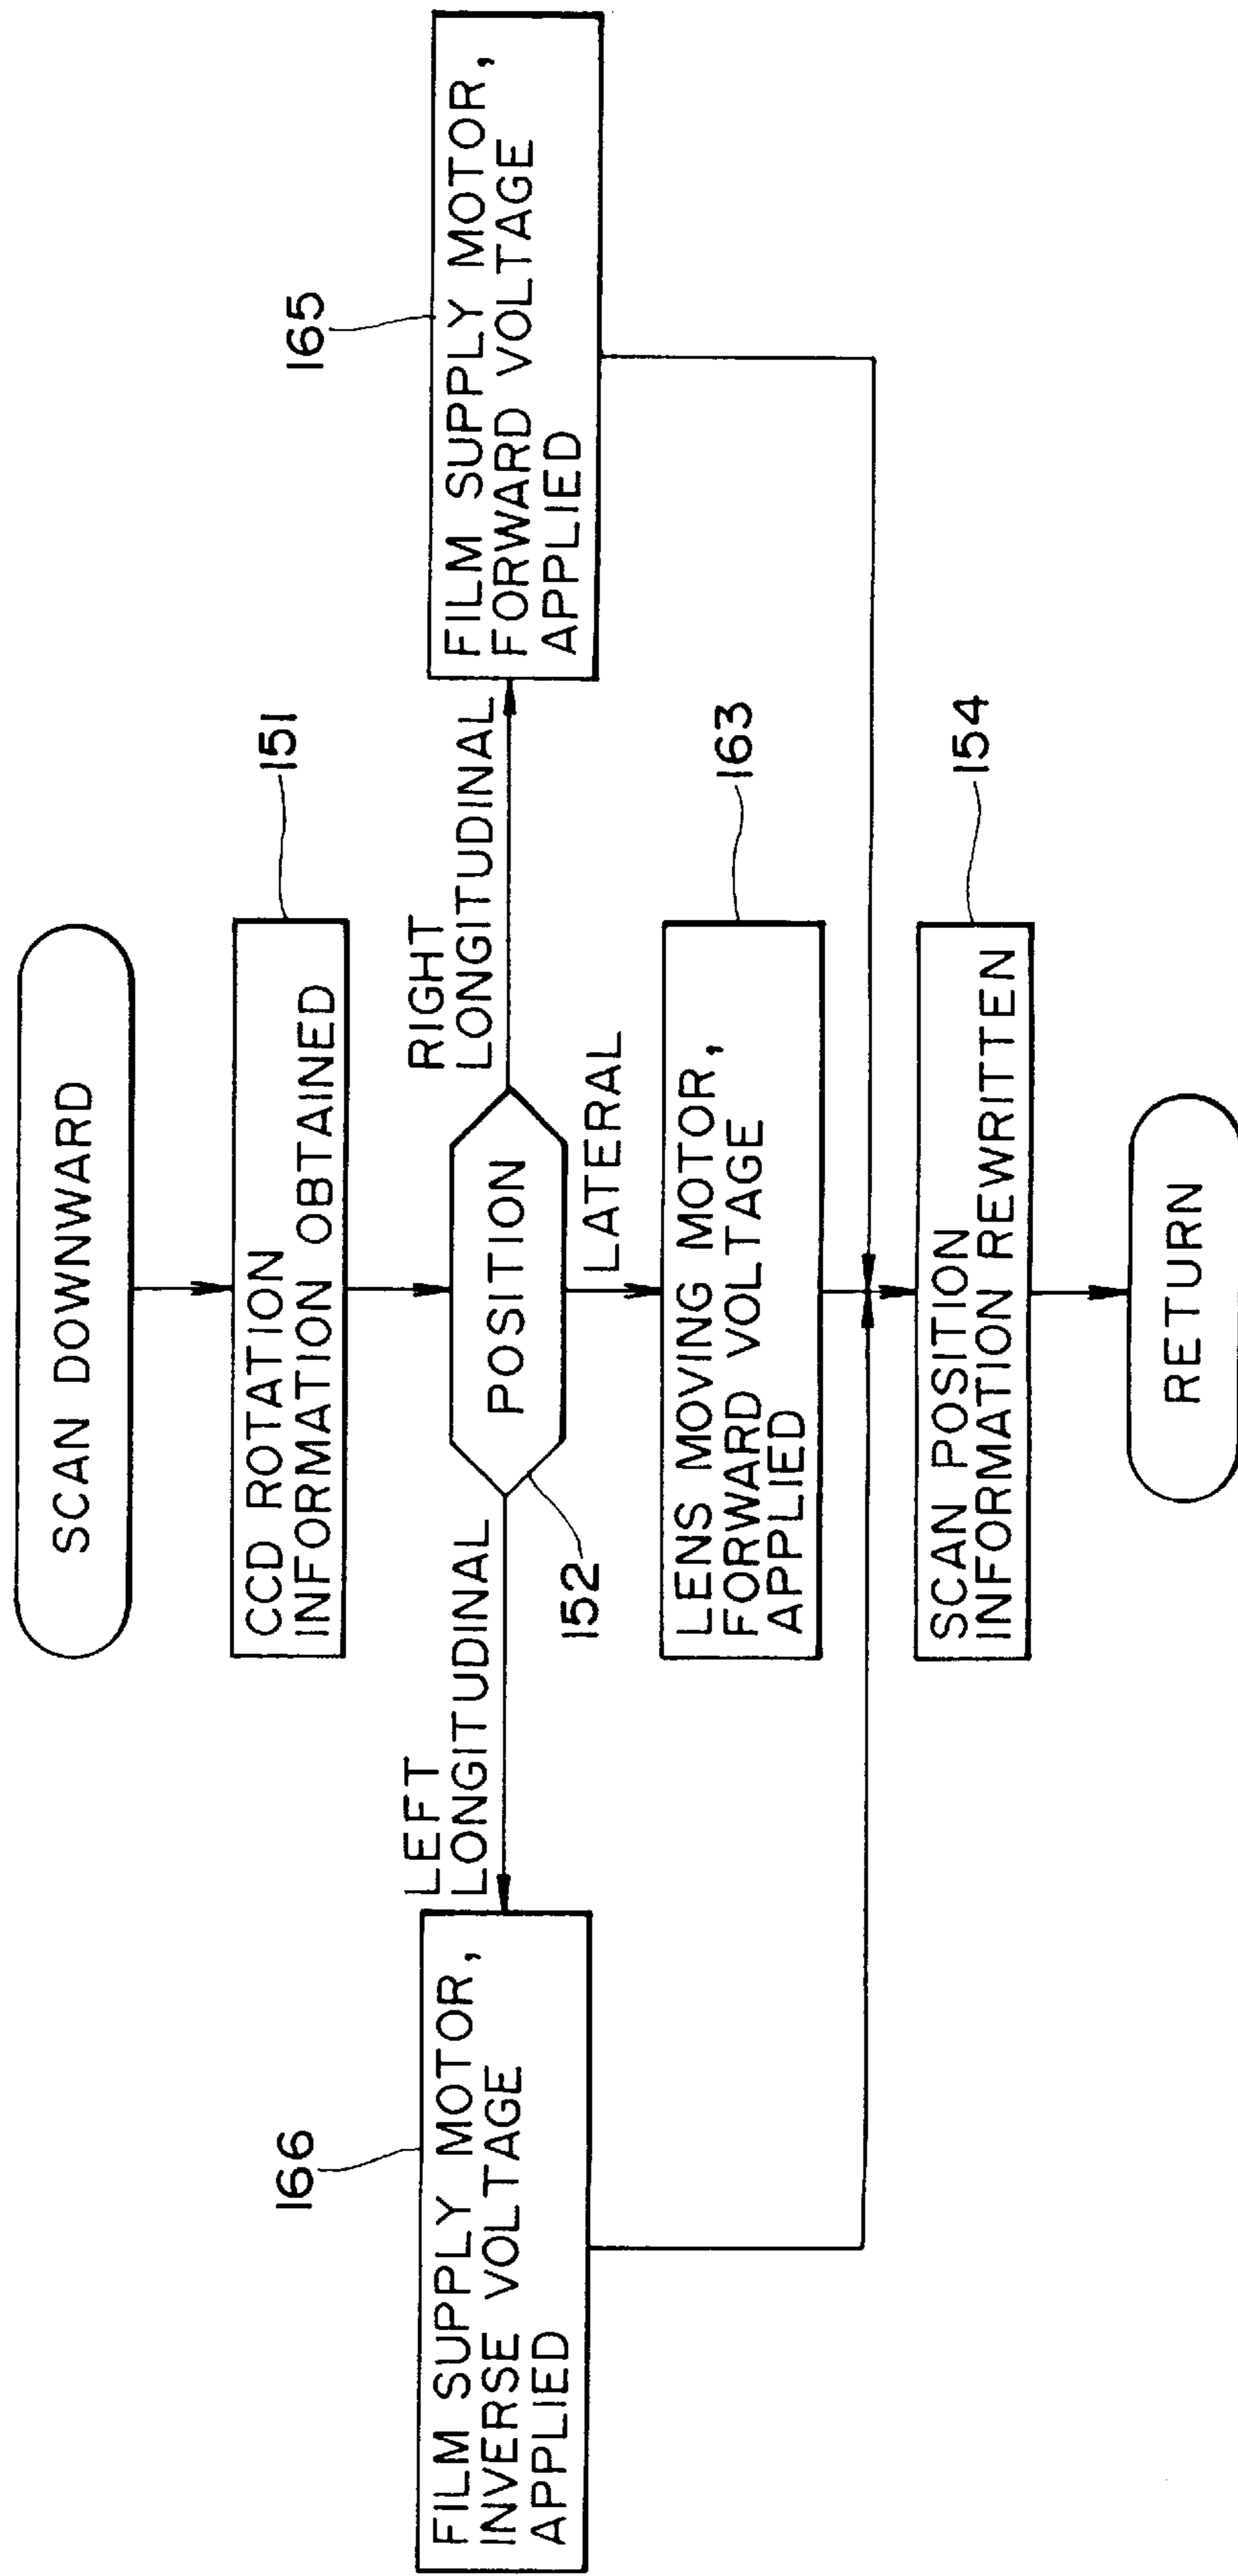 SCAN DOWNWARD
151
CCD ROTATION
INFORMATION OBTAINED
152
POSITION
LEFT
LONGITUDINAL
RIGHT
LONGITUDINAL
LATERAL
166
FILM SUPPLY MOTOR,
INVERSE VOLTAGE
APPLIED
163
LENS MOVING MOTOR,
FORWARD VOLTAGE
APPLIED
165
FILM SUPPLY MOTOR,
FORWARD VOLTAGE
APPLIED
154
SCAN POSITION
INFORMATION REWRITTEN
RETURN